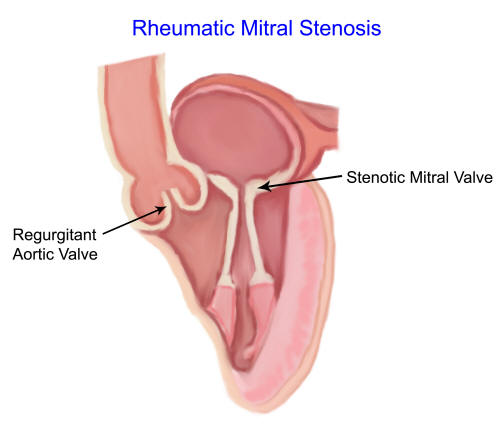 Rheumatic Mitral Stenosis
Stenotic Mitral Valve
Regurgitant
Aortic Valve